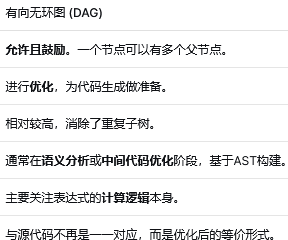 有向无环图 (DAG)
允许且鼓励。一个节点可以有多个父节点。
进行优化，为代码生成做准备。
相对较高，消除了重复子树。
通常在语义分析或中间代码优化阶段，基于AST构建。
主要关注表达式的计算逻辑本身。
与源代码不再是一一对应，而是优化后的等价形式。